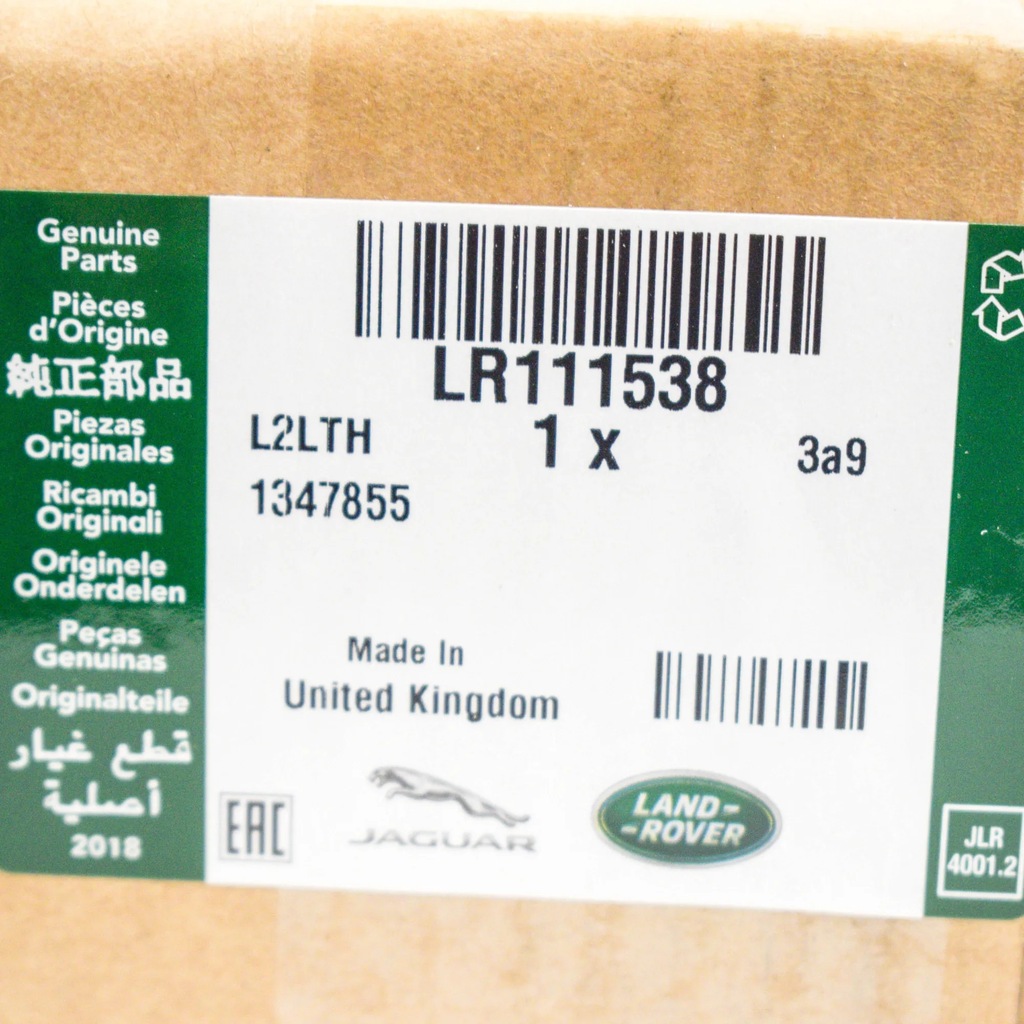 Genuine
Parts
Pièces
d'Origine
純正部品
Piezas
Originales
Ricambi
Originali
Originele
Onderdelen
Peças
Genuinas
Originalteile
قطع غيار
أصلية
2018
LR111538
L2LTH
1 x
3a9
1347855
Made In
United Kingdom
EAC
JAGUAR
LAND-
-ROVER
JLR
4001.2